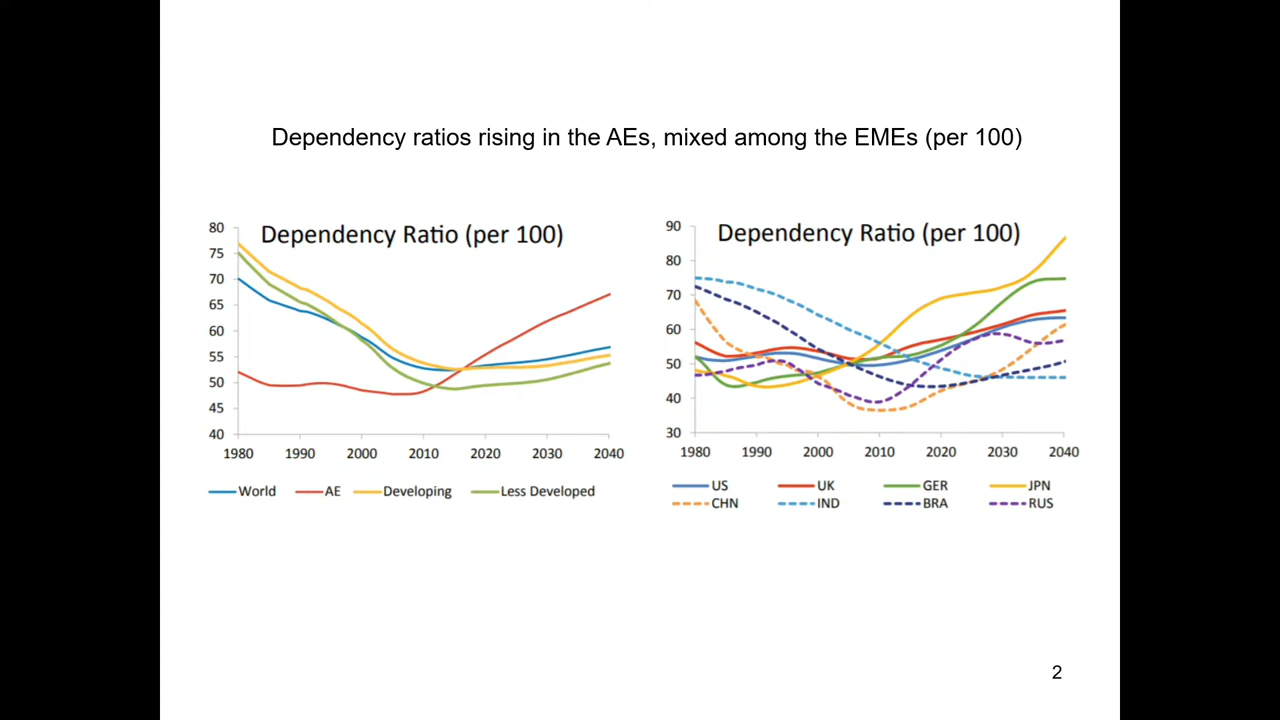 Dependency ratios rising in the AEs, mixed among the EMEs (per 100)
Dependency Ratio (per 100)
80
75
70
65
60
55
50
45
40
1980 1990 2000 2010 2020 2030 2040
World AE Developing Less Developed
Dependency Ratio (per 100)
90
80
70
60
50
40
30
1980 1990 2000 2010 2020 2030 2040
US UK GER JPN
CHN IND BRA RUS
2